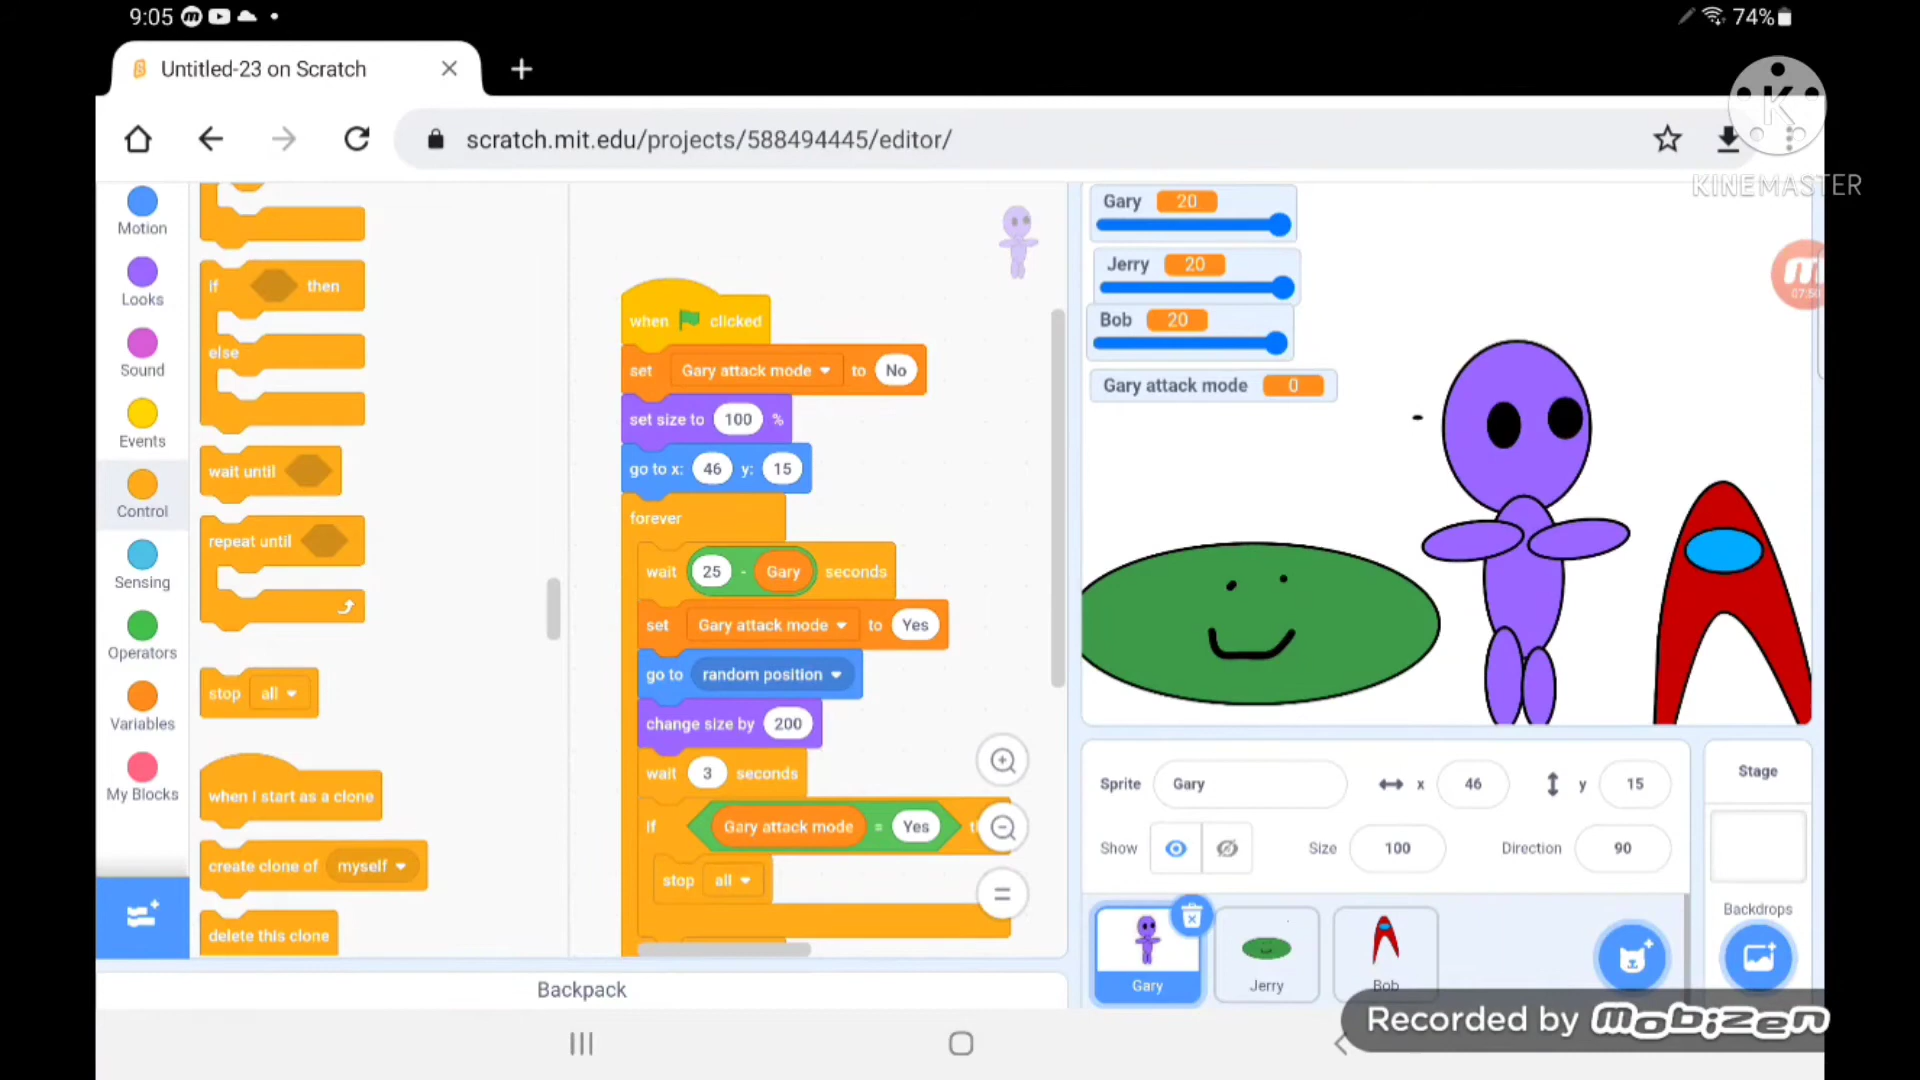 9:05
74%
Untitled-23 on Scratch
scratch.mit.edu/projects/588494445/editor/
K
KINEMASTER
07:50
Motion
Looks
Sound
Events
Control
Sensing
Operators
Variables
My Blocks
if then
else
wait until
repeat until
stop all
when I start as a clone
create clone of myself
delete this clone
when clicked
set Gary attack mode to No
set size to 100 %
go to x: 46 y: 15
forever
wait 25 - Gary seconds
set Gary attack mode to Yes
go to random position
change size by 200
wait 3 seconds
If Gary attack mode = Yes
stop all
Backpack
Gary 20
Jerry 20
Bob 20
Gary attack mode 0
Sprite Gary x 46 y 15
Show Size 100 Direction 90
Gary
Jerry
Bob
Stage
Backdrops
Recorded by Mobizen